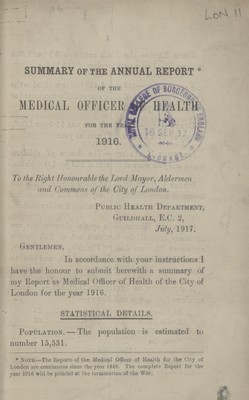 LON 11
SUMMARY OF THE ANNUAL REPORT *
OF THE
MEDICAL OFFICER HEALTH
FOR THE
1916.
To the Right Honourable the Lord Mayor, Aldermen
and Commons of the City of London.
PUBLIC HEALTH DEPARTMENT,
GUILDHALL, E.C. 2,
July, 1917.
GENTLEMEN,
In accordance with your instructions I
have the honour to submit herewith a summary of
my Report as Medical Officer of Health of the City of
London for the year 1916.
STATISTICAL DETAILS.
POPULATION.—The population is estimated to
number 15,531.
* NOTE.—The Reports of the Medical Officer of Health for the City of
London are continuous since the year 1848. The complete Report for the
year 1916 will be printed at the termination of the War.